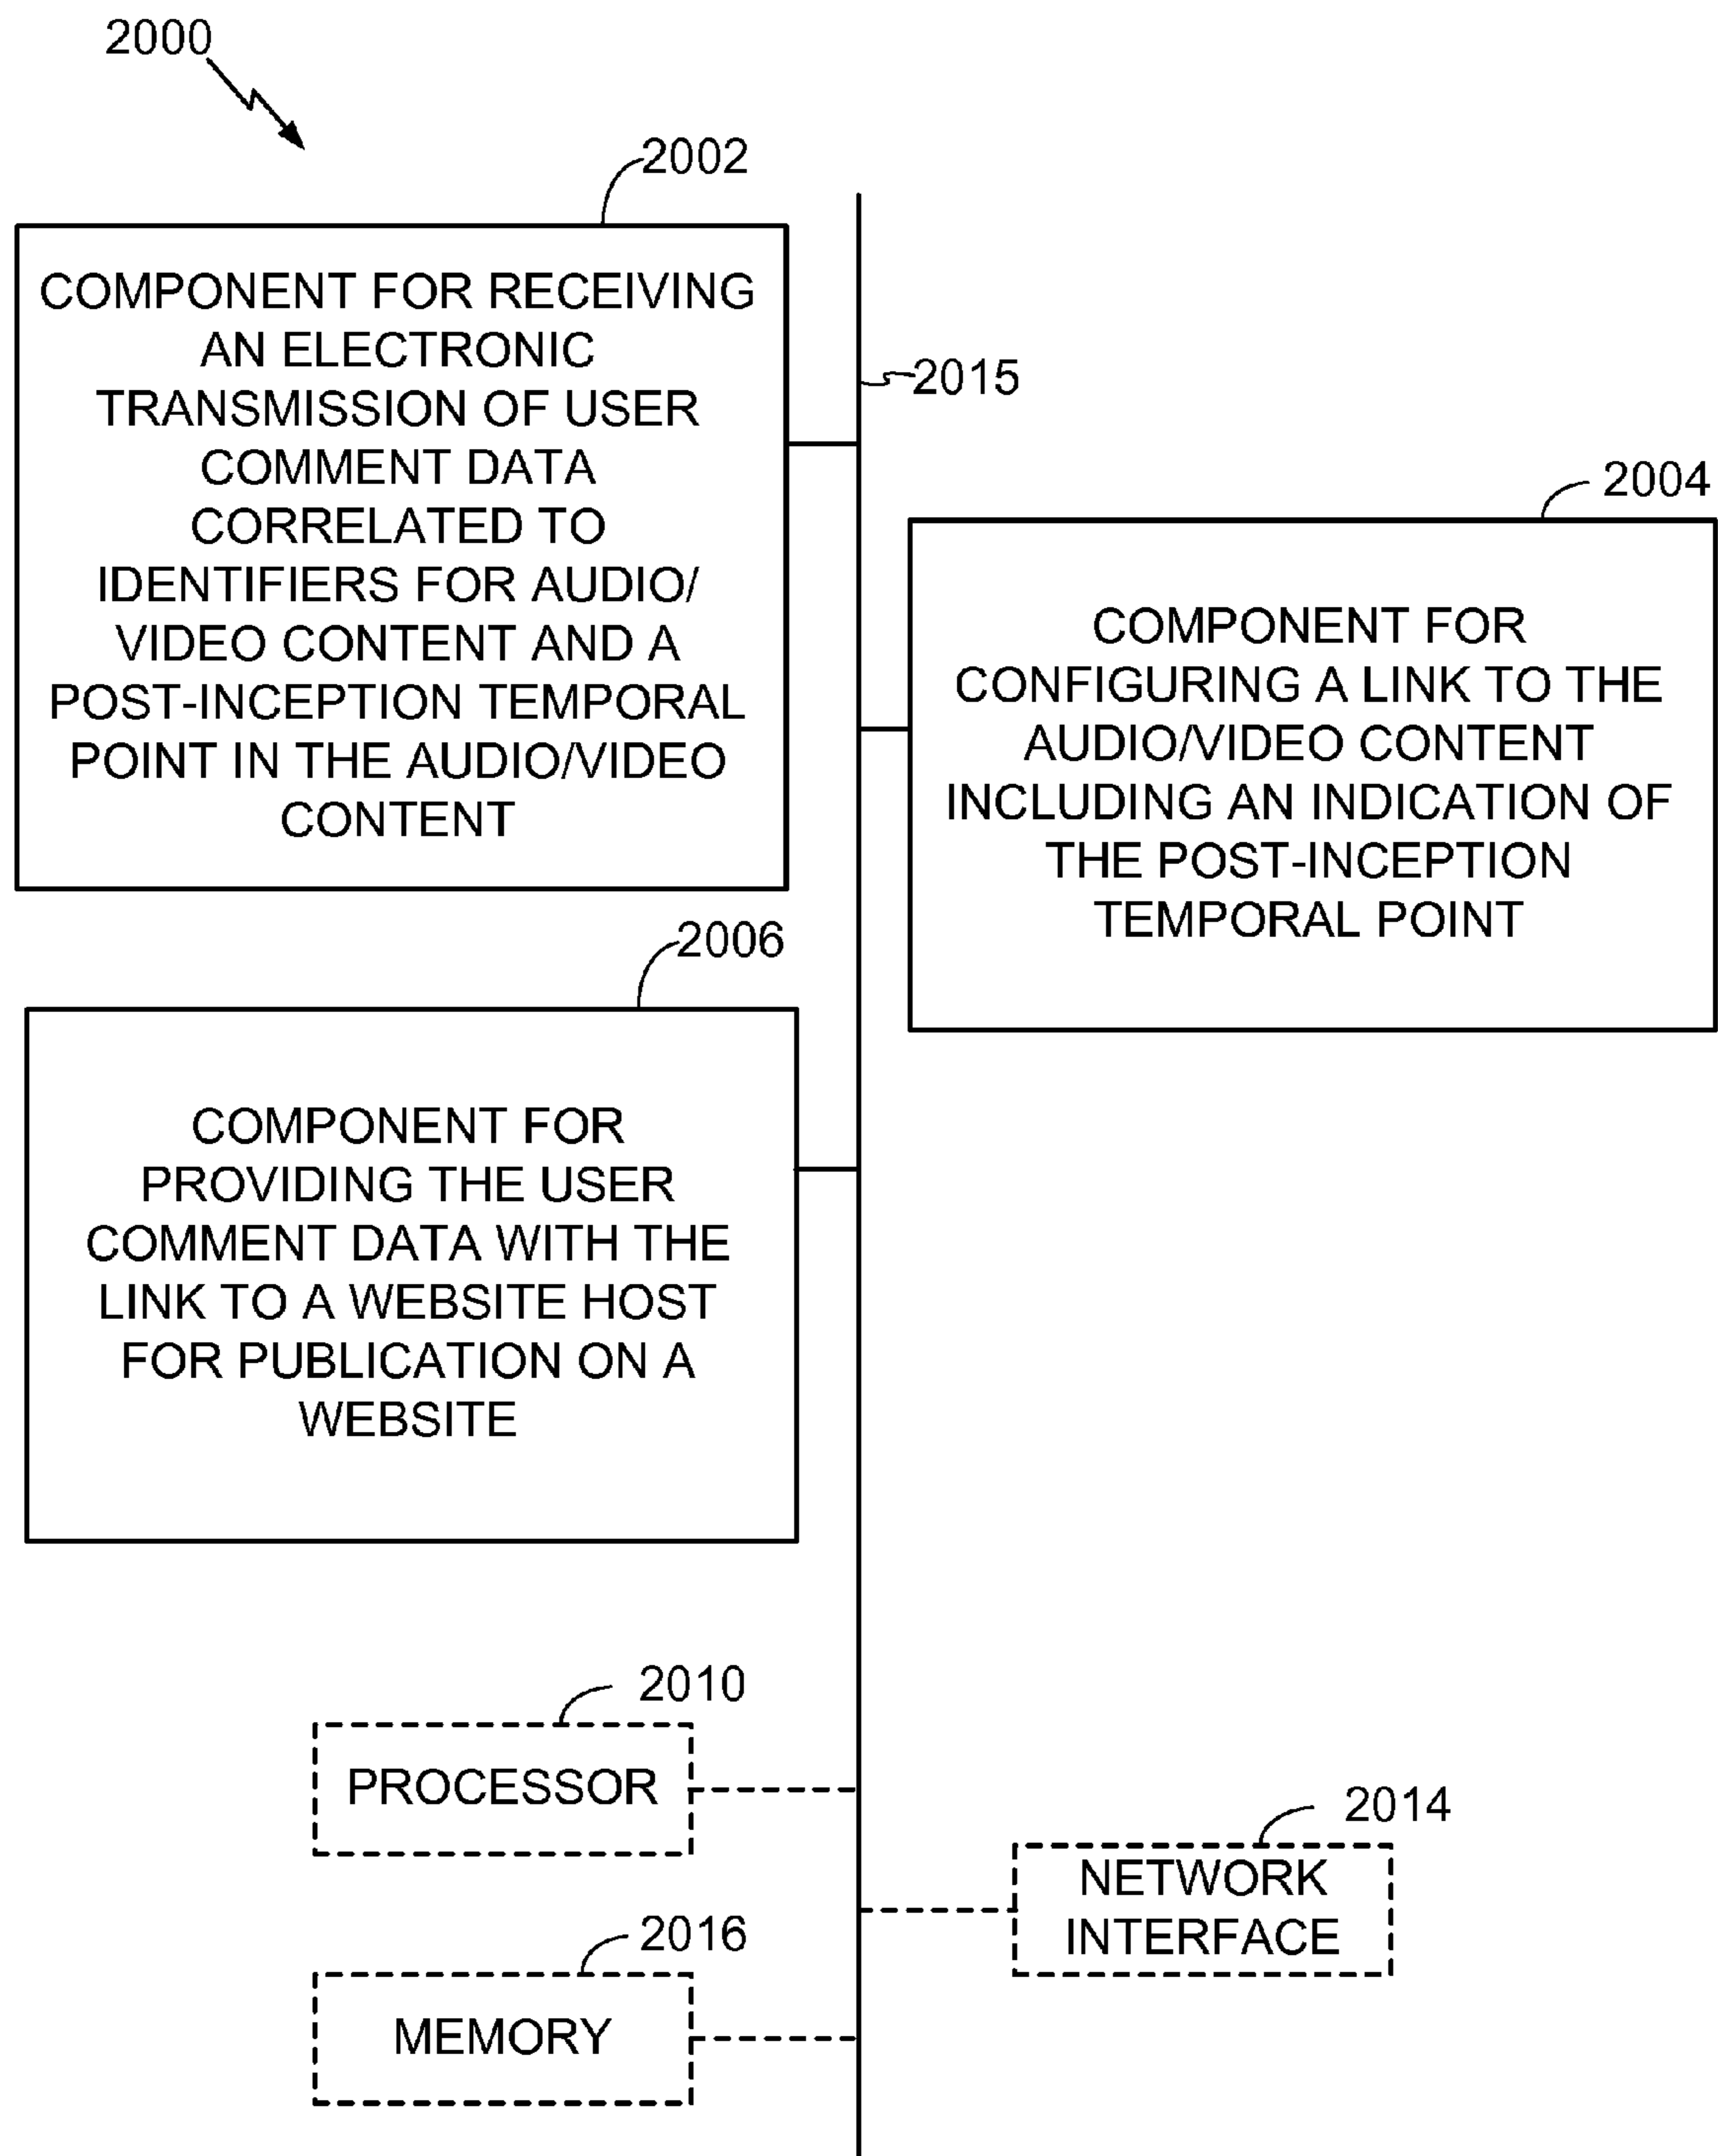 2000
2002
COMPONENT FOR RECEIVING
AN ELECTRONIC
TRANSMISSION OF USER
COMMENT DATA
CORRELATED TO
IDENTIFIERS FOR AUDIO/
VIDEO CONTENT AND A
POST-INCEPTION TEMPORAL
POINT IN THE AUDIO/VIDEO
CONTENT
2015
2004
COMPONENT FOR
CONFIGURING A LINK TO THE
AUDIO/VIDEO CONTENT
INCLUDING AN INDICATION OF
THE POST-INCEPTION
TEMPORAL POINT
2006
COMPONENT FOR
PROVIDING THE USER
COMMENT DATA WITH THE
LINK TO A WEBSITE HOST
FOR PUBLICATION ON A
WEBSITE
2010
PROCESSOR
2014
NETWORK
INTERFACE
2016
MEMORY